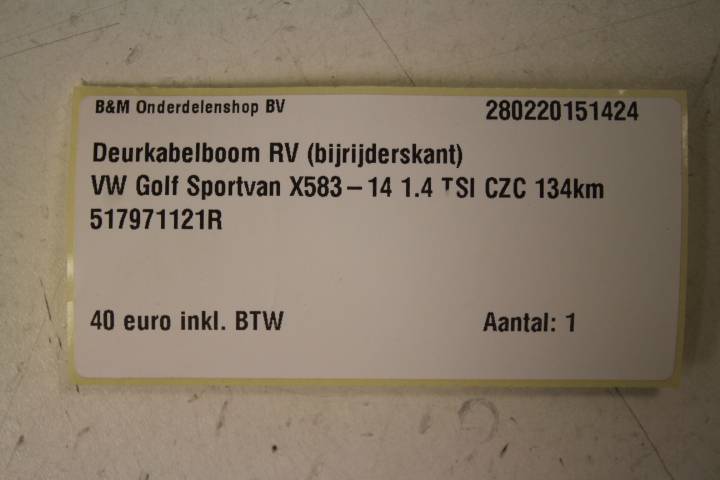 B&M Onderdelenshop BV 280220151424
Deurkabelboom RV (bijrijderskant)
VW Golf Sportvan X583-14 1.4 TSI CZC 134km
517971121R
40 euro inkl. BTW Aantal: 1